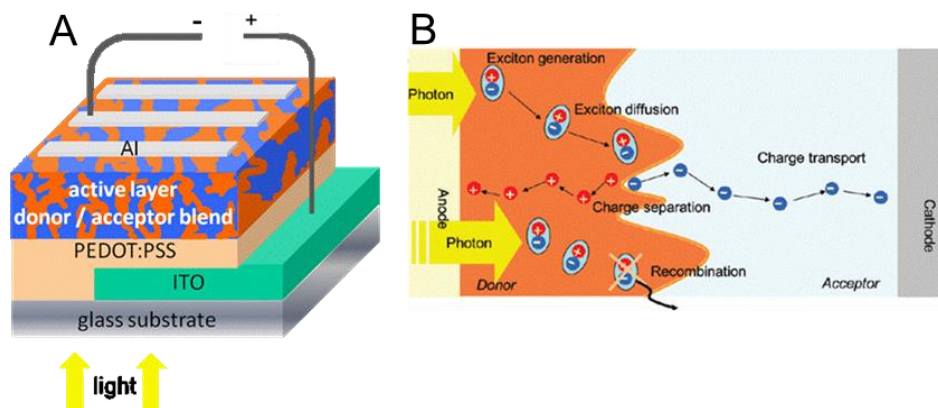 A
- +
Al
active layer
donor / acceptor blend
PEDOT:PSS
ITO
glass substrate
light
B
Exciton generation
Photon
Exciton diffusion
Charge transport
Anode
Charge separation
Cathode
Photon
Recombination
Donor
Acceptor